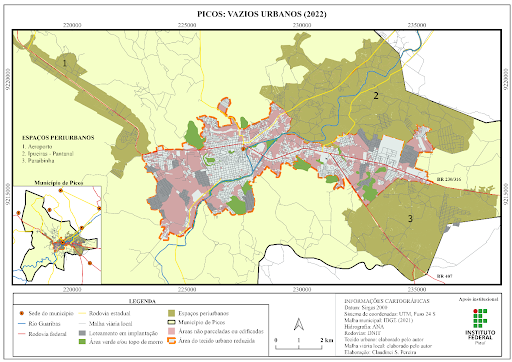 PICOS: VAZIOS URBANOS (2022)
220000
225000
230000
235000
9220000
9220000
1
2
ESPAÇOS PERIURBANOS
1. Aeroporto
2. Ipueiras - Pantanal
3. Paraibinha
BR 230/316
9215000
9215000
Município de Picos
3
BR 407
220000
225000
230000
235000
LEGENDA
Sede do município
Rio Guaribas
Rodovia federal
Rodovia estadual
Malha viária local
Loteamento em implantação
Área verde e/ou topo de morro
Espaços periurbanos
Município de Picos
Áreas não parceladas ou edificadas
Área do tecido urbano reduzida
0 1 2 km
INFORMAÇÕES CARTOGRÁFICAS
Datum: Sirgas 2000
Sistema de coordenadas: UTM, Fuso 24 S
Malha municipal: IBGE (2021)
Hidrografia: ANA
Rodovias: DNIT
Tecido urbano: elaborado pelo autor
Malha viária local: elaborado pelo autor
Elaboração: Claudinei S. Pereira
Apoio institucional
INSTITUTO
FEDERAL
Piauí